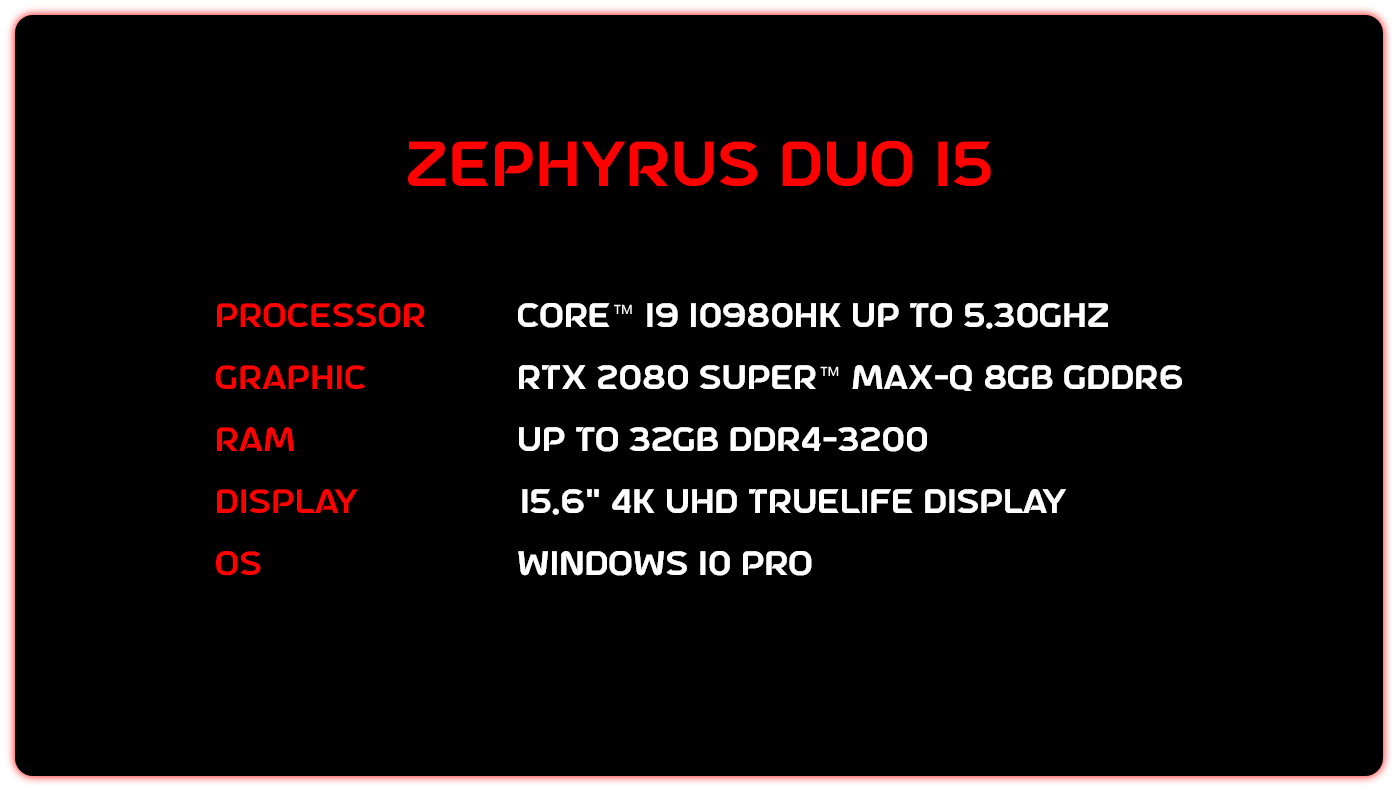 ZEPHYRUS DUO 15
PROCESSOR CORE™ I9 10980HK UP TO 5.30GHZ
GRAPHIC RTX 2080 SUPER™ MAX-Q 8GB GDDR6
RAM UP TO 32GB DDR4-3200
DISPLAY 15.6" 4K UHD TRUELIFE DISPLAY
OS WINDOWS 10 PRO